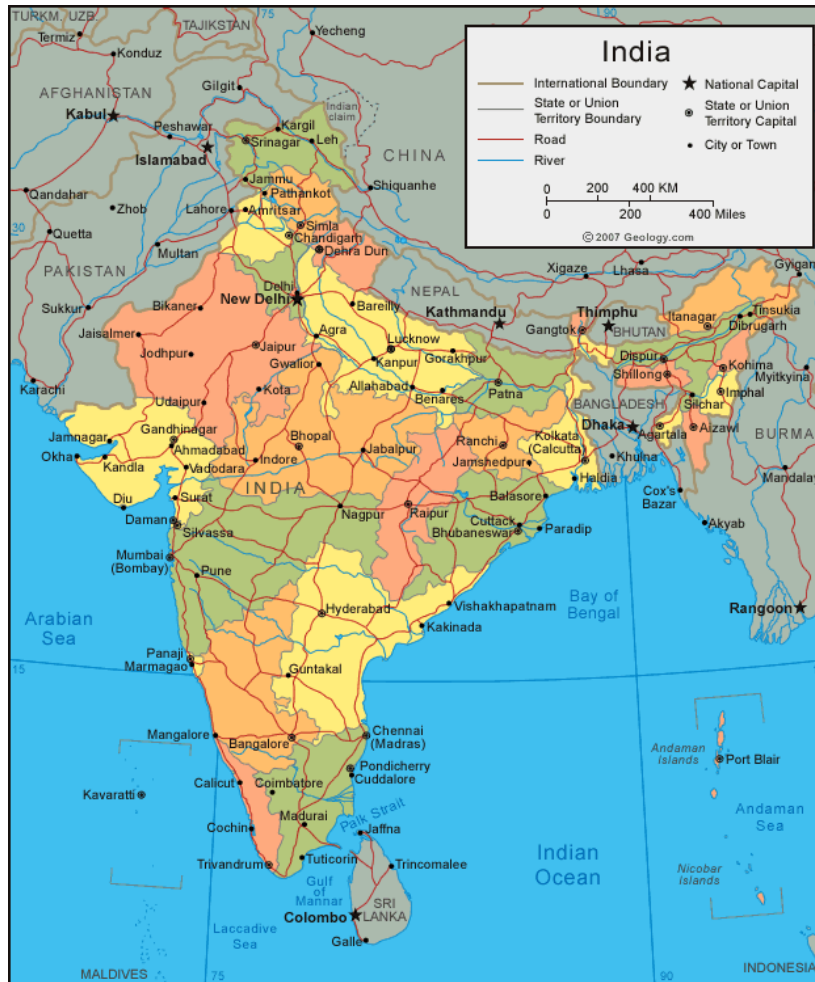 India
International Boundary
State or Union
Territory Boundary
Road
River
National Capital
State or Union
Territory Capital
City or Town
0 200 400 KM
0 200 400 Miles
© 2007 Geology.com
75
90
TURKM. UZB.
TAJIKISTAN
Termiz
Konduz
Yecheng
AFGHANISTAN
Kabul
Gilgit
Indian
claim
Peshawar
Islamabad
Kargil
Srinagar
Leh
CHINA
Jammu
Pathankot
Shiquanhe
Qandahar
Zhob
Lahore
Amritsar
30
Quetta
Simla
Chandigarh
Dehra Dun
Multan
PAKISTAN
Delhi
New Delhi
NEPAL
Xigaze
Lhasa
Gyigang
Sukkur
Bikaner
Bareilly
Kathmandu
Thimphu
Itanagar
Tinsukia
Dibrugarh
Jaisalmer
Agra
Lucknow
Gangtok
BHUTAN
Jodhpur
Jaipur
Gwalior
Kanpur
Gorakhpur
Dispur
Kohima
Shillong
Myitkyina
Karachi
Udaipur
Kota
Allahabad
Benares
Patna
Imphal
BANGLADESH
Silchar
Gandhinagar
Jamnagar
Ahmadabad
Bhopal
Jabalpur
Ranchi
Kolkata
(Calcutta)
Dhaka
Agartala
Aizawl
BURMA
Okha
Kandla
Vadodara
Indore
Jamshedpur
Khulna
Mandalay
Diu
Surat
INDIA
Haldia
Cox's
Bazar
Daman
Silvassa
Nagpur
Raipur
Balasore
Cuttack
Bhubaneswar
Paradip
Akyab
Mumbai
(Bombay)
Pune
Arabian
Sea
Hyderabad
Vishakhapatnam
Kakinada
Bay of
Bengal
Rangoon
Panaji
Marmagao
15
Guntakal
15
Mangalore
Bangalore
Chennai
(Madras)
Andaman
Islands
Port Blair
Pondicherry
Cuddalore
Kavaratti
Calicut
Coimbatore
Andaman
Sea
Cochin
Madurai
Palk Strait
Jaffna
Trivandrum
Tuticorin
Trincomalee
Indian
Ocean
Nicobar
Islands
Gulf
of
Mannar
Colombo
SRI
LANKA
Laccadive
Sea
Galle
MALDIVES
75
90
INDONESIA